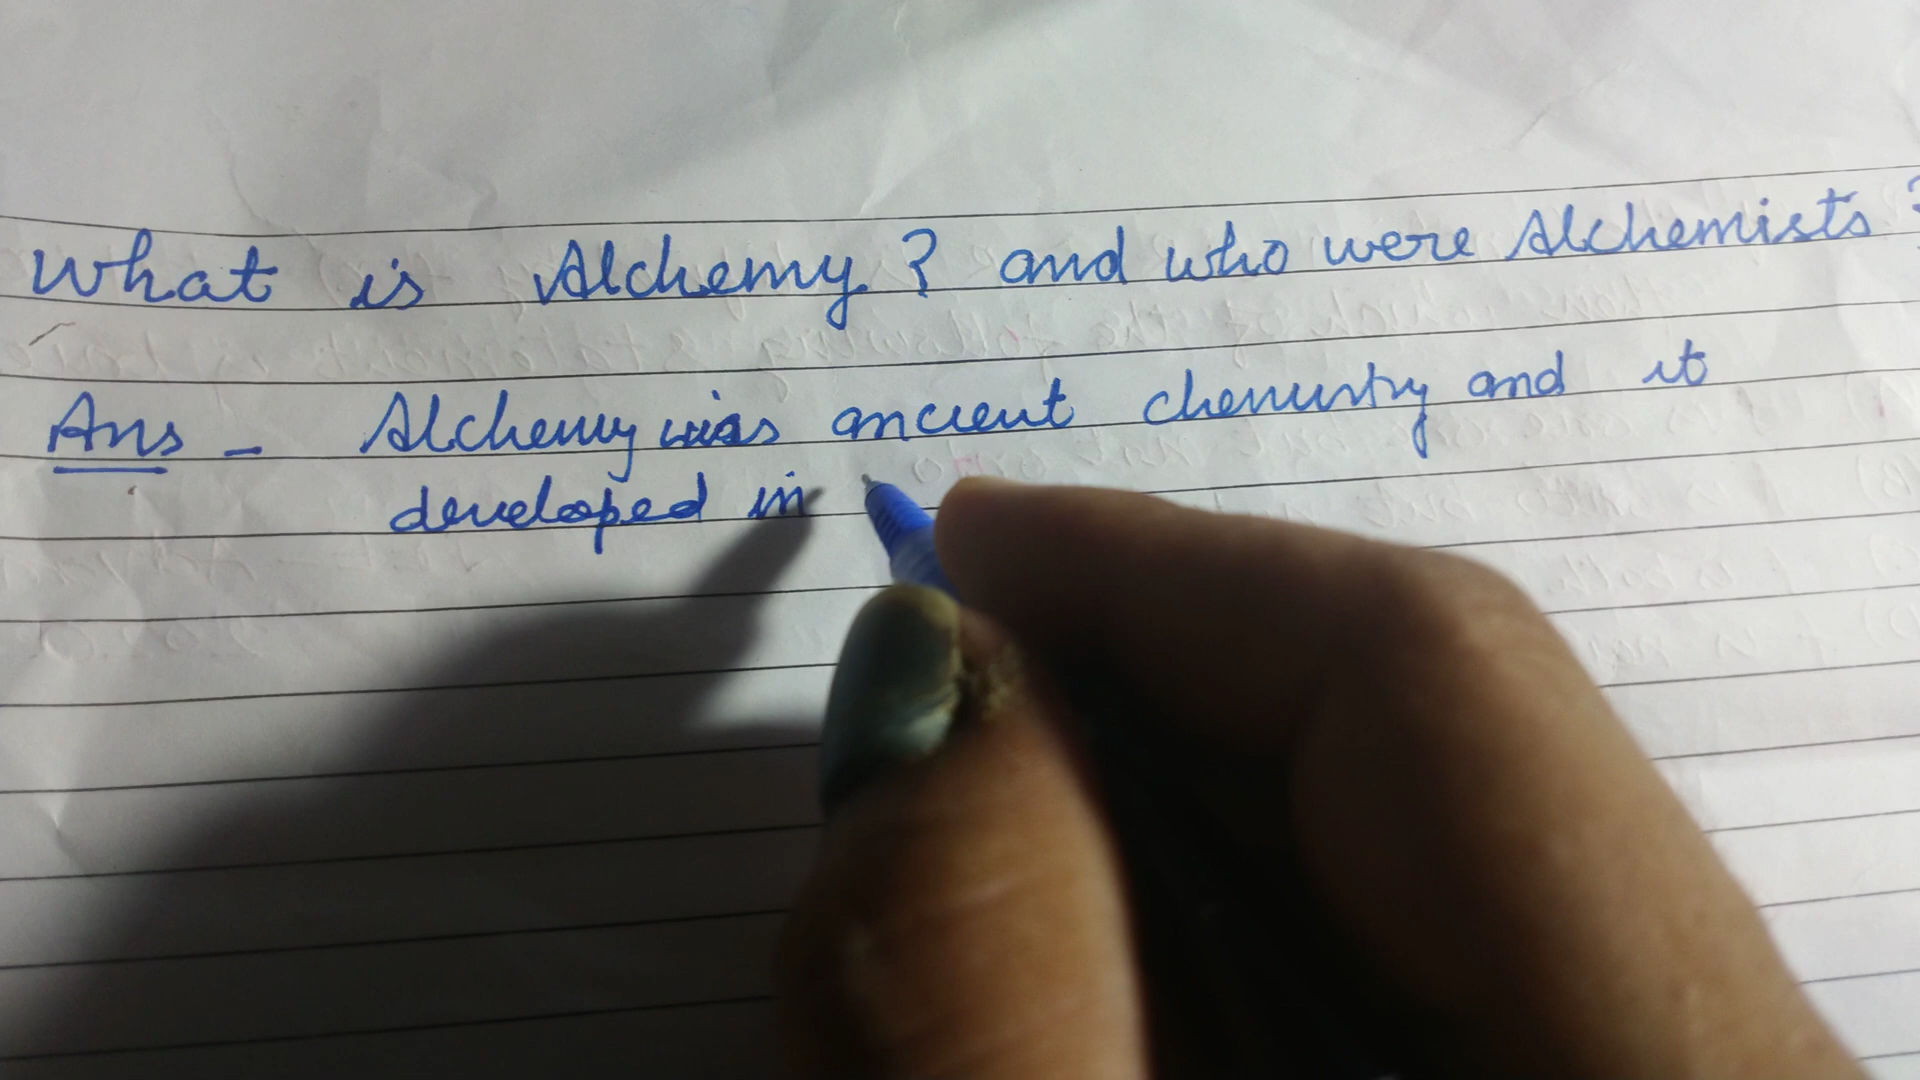 What is Alchemy ? and who were Alchemists ?
Ans - Alchemy was ancient chemistry and it
developed in